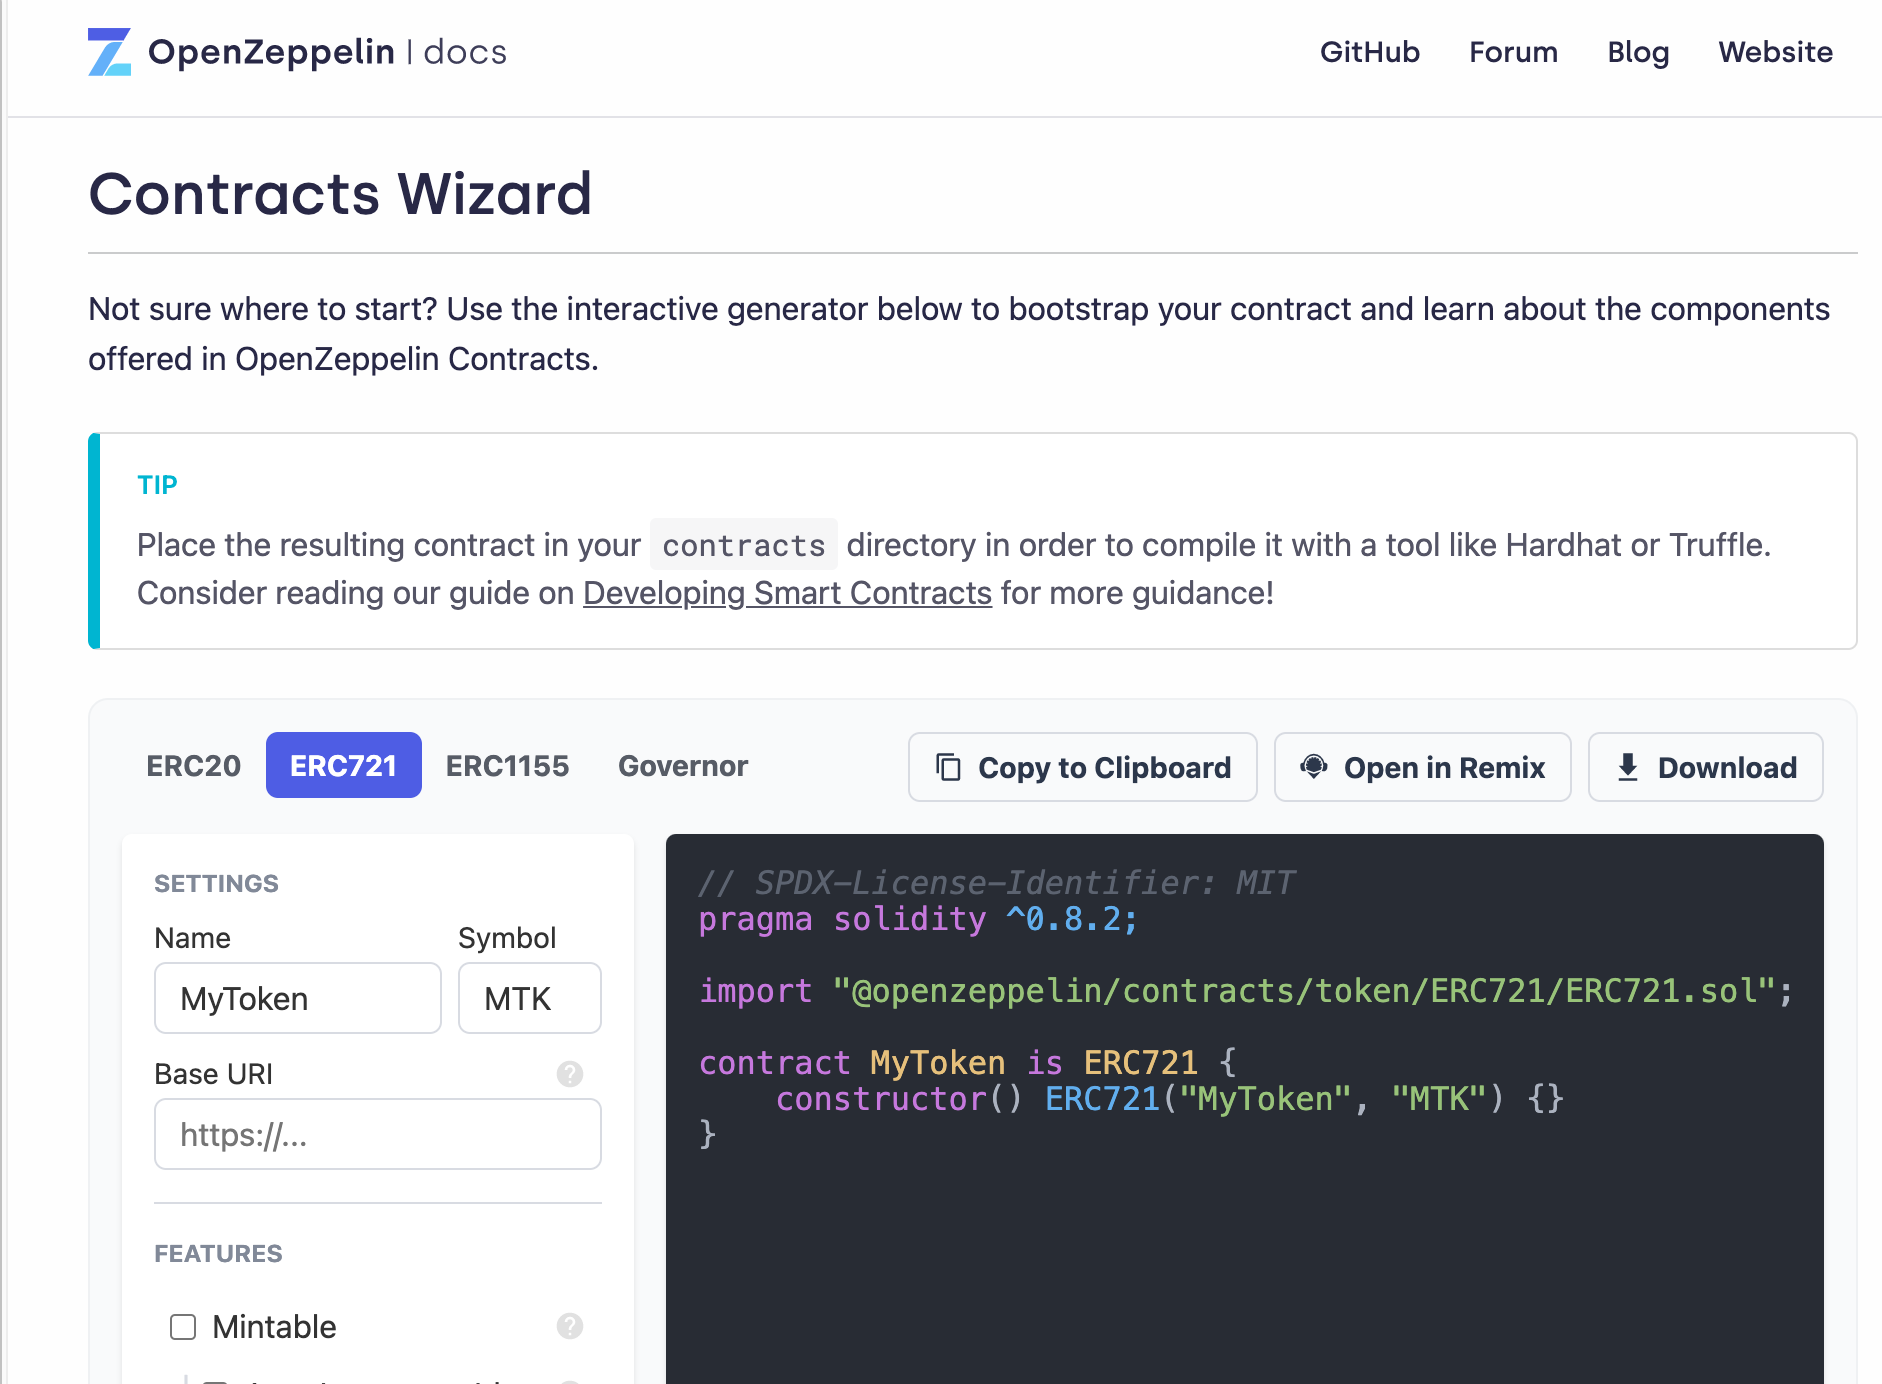 OpenZeppelin | docs
GitHub Forum Blog Website
Contracts Wizard
Not sure where to start? Use the interactive generator below to bootstrap your contract and learn about the components
offered in OpenZeppelin Contracts.
TIP
Place the resulting contract in your contracts directory in order to compile it with a tool like Hardhat or Truffle.
Consider reading our guide on Developing Smart Contracts for more guidance!
ERC20 ERC721 ERC1155 Governor
Copy to Clipboard Open in Remix Download
SETTINGS
Name Symbol
MyToken MTK
Base URI ?
https://...
FEATURES
Mintable ?
// SPDX-License-Identifier: MIT
pragma solidity ^0.8.2;
import "@openzeppelin/contracts/token/ERC721/ERC721.sol";
contract MyToken is ERC721 {
    constructor() ERC721("MyToken", "MTK") {}
}